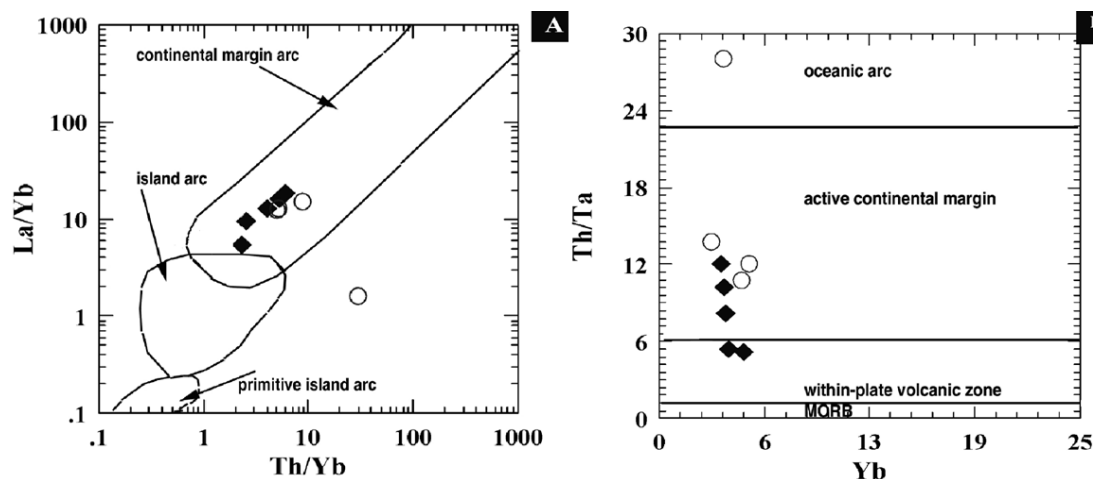 A
1000
100
10
1
.1
La/Yb
continental margin arc
island arc
primitive island arc
.1
1
10
100
1000
Th/Yb
30
24
18
12
6
0
Th/Ta
oceanic arc
active continental margin
within-plate volcanic zone
MORB
0
6
13
19
25
Yb